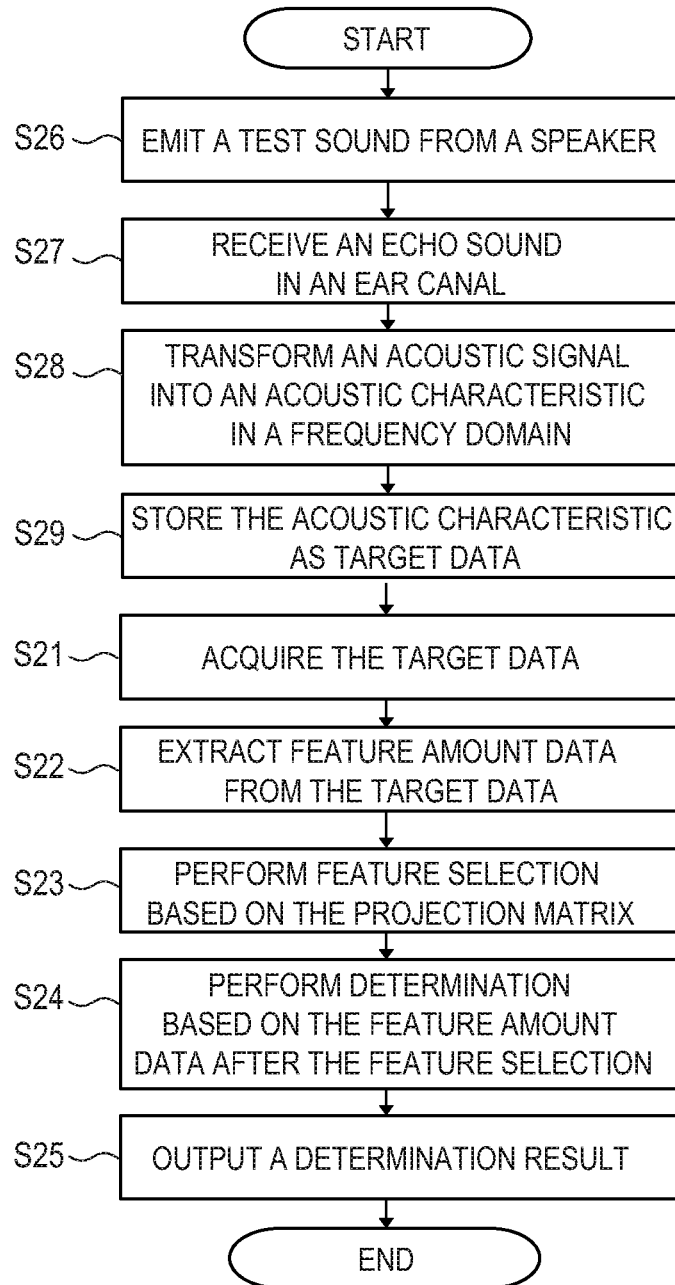 START
S26
EMIT A TEST SOUND FROM A SPEAKER
S27
RECEIVE AN ECHO SOUND
IN AN EAR CANAL
S28
TRANSFORM AN ACOUSTIC SIGNAL
INTO AN ACOUSTIC CHARACTERISTIC
IN A FREQUENCY DOMAIN
S29
STORE THE ACOUSTIC CHARACTERISTIC
AS TARGET DATA
S21
ACQUIRE THE TARGET DATA
S22
EXTRACT FEATURE AMOUNT DATA
FROM THE TARGET DATA
S23
PERFORM FEATURE SELECTION
BASED ON THE PROJECTION MATRIX
S24
PERFORM DETERMINATION
BASED ON THE FEATURE AMOUNT
DATA AFTER THE FEATURE SELECTION
S25
OUTPUT A DETERMINATION RESULT
END